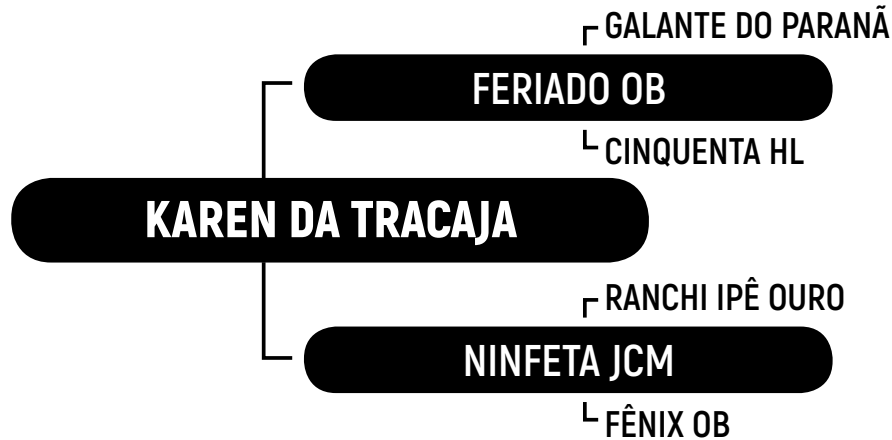 GALANTE DO PARANÃ
FERIADO OB
CINQUENTA HL
KAREN DA TRACAJA
RANCHI IPÊ OURO
NINFETA JCM
FÊNIX OB